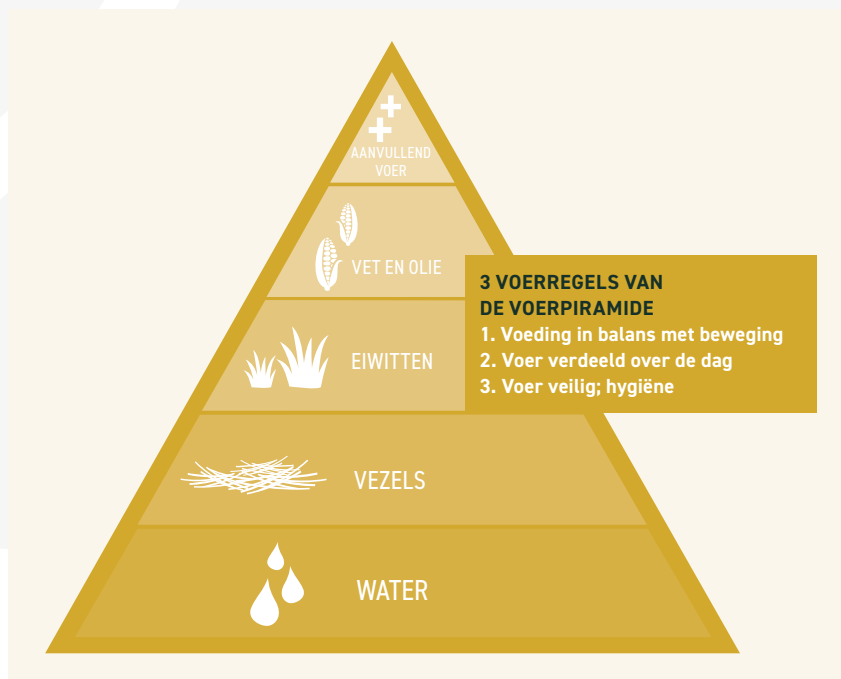 AANVULLEND
VOER
VET EN OLIE
3 VOERREGELS VAN
DE VOERPIRAMIDE
1. Voeding in balans met beweging
2. Voer verdeeld over de dag
3. Voer veilig; hygiëne
EIWITTEN
VEZELS
WATER